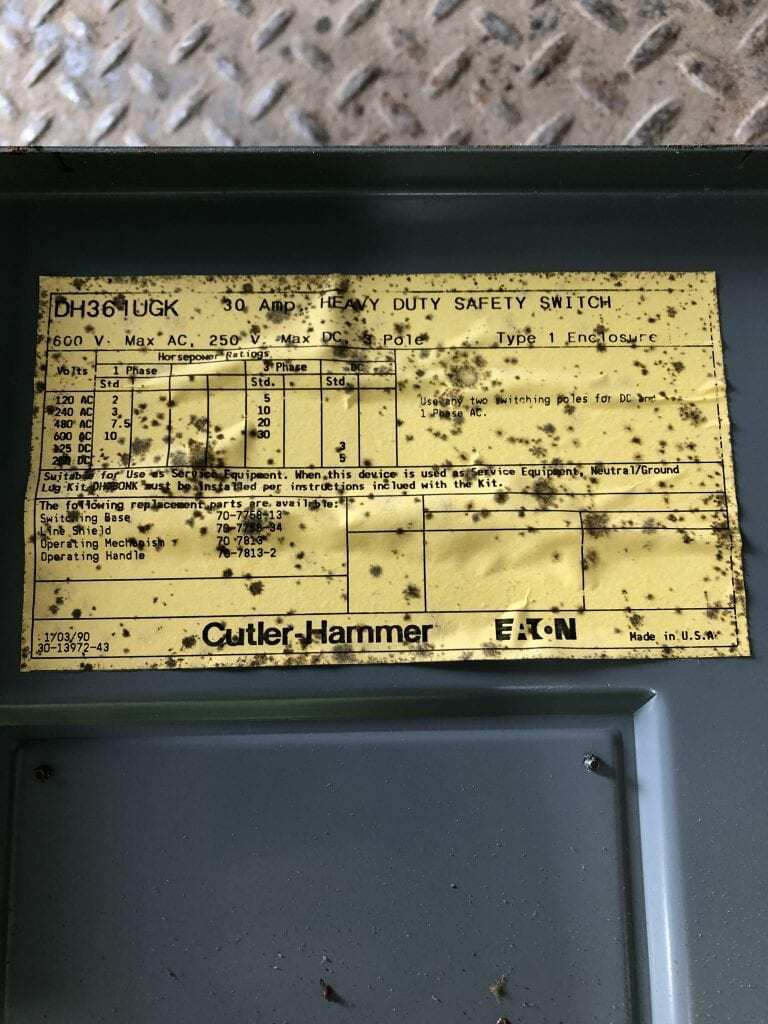 DH361UGK 30 Amp. HEAVY DUTY SAFETY SWITCH
600 V. Max AC, 250 V. Max DC, 3 Pole Type 1 Enclosure
Horsepower Ratings
Volts 1 Phase 3 Phase DC
Std Std. Std.
120 AC 2 5
240 AC 3 10
480 AC 7.5 20
600 AC 10 30
125 DC 3
250 DC 5
Use any two switching poles for DC and
1 Phase AC.
Suitable for Use as Service Equipment. When this device is used as Service Equipment, Neutral/Ground
Lug Kit must be installed per instructions inclued with the Kit.
The following replacement parts are available:
Switching Base 70-7758-13
Line Shield 70-7758-34
Operating Mechanism 70 7813
Operating Handle 70-7813-2
Cutler-Hammer EATON
1703/90
30-13972-43
Made in U.S.A.